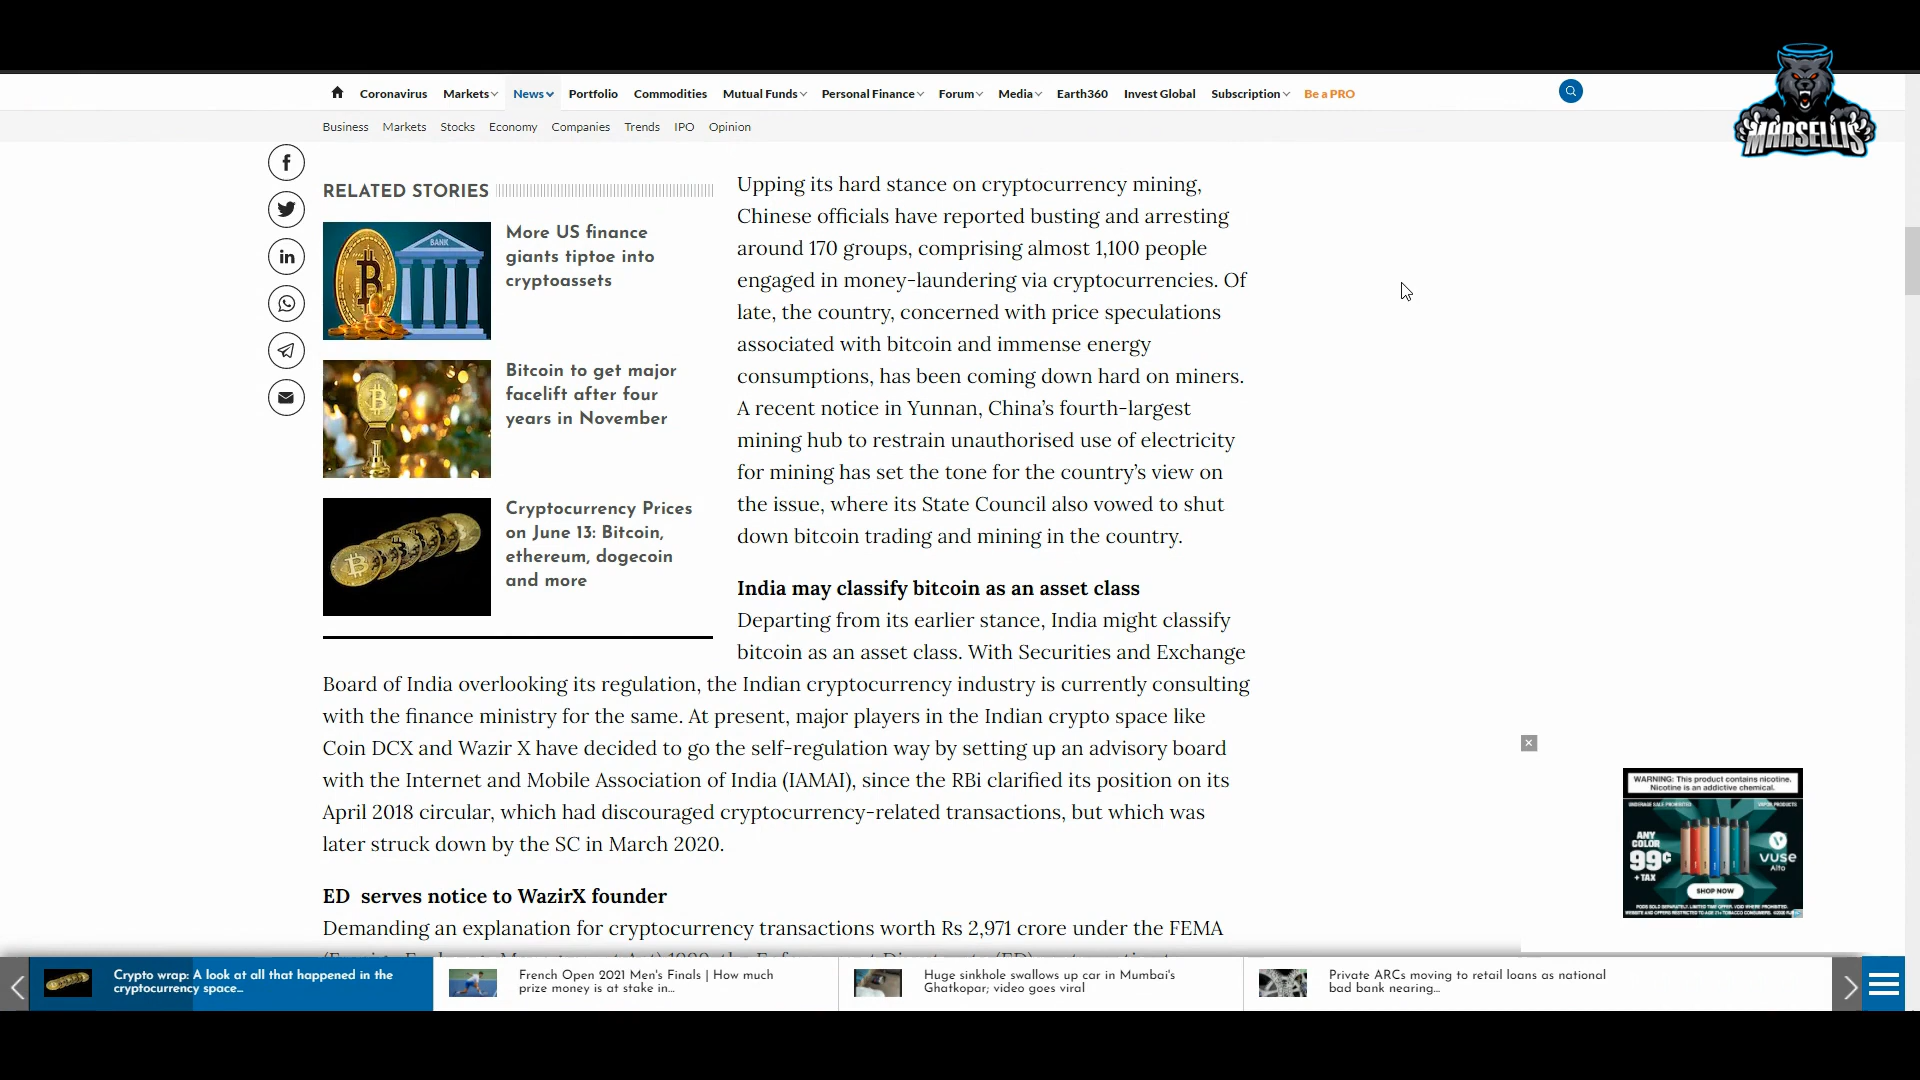 Coronavirus Markets News Portfolio Commodities Mutual Funds Personal Finance Forum Media Earth360 Invest Global Subscription Be a PRO
Business Markets Stocks Economy Companies Trends IPO Opinion
MARSELLIS
RELATED STORIES
BANK
More US finance
giants tiptoe into
cryptoassets
Bitcoin to get major
facelift after four
years in November
Cryptocurrency Prices
on June 13: Bitcoin,
ethereum, dogecoin
and more
Upping its hard stance on cryptocurrency mining,
Chinese officials have reported busting and arresting
around 170 groups, comprising almost 1,100 people
engaged in money-laundering via cryptocurrencies. Of
late, the country, concerned with price speculations
associated with bitcoin and immense energy
consumptions, has been coming down hard on miners.
A recent notice in Yunnan, China’s fourth-largest
mining hub to restrain unauthorised use of electricity
for mining has set the tone for the country’s view on
the issue, where its State Council also vowed to shut
down bitcoin trading and mining in the country.
India may classify bitcoin as an asset class
Departing from its earlier stance, India might classify
bitcoin as an asset class. With Securities and Exchange
Board of India overlooking its regulation, the Indian cryptocurrency industry is currently consulting
with the finance ministry for the same. At present, major players in the Indian crypto space like
Coin DCX and Wazir X have decided to go the self-regulation way by setting up an advisory board
with the Internet and Mobile Association of India (IAMAI), since the RBi clarified its position on its
April 2018 circular, which had discouraged cryptocurrency-related transactions, but which was
later struck down by the SC in March 2020.
ED serves notice to WazirX founder
Demanding an explanation for cryptocurrency transactions worth Rs 2,971 crore under the FEMA
WARNING: This product contains nicotine.
Nicotine is an addictive chemical.
UNDERAGE SALE PROHIBITED VAPOR PRODUCTS
ANY
COLOR
99¢
+ TAX
VUSE
Alto
SHOP NOW
Crypto wrap: A look at all that happened in the
cryptocurrency space...
French Open 2021 Men's Finals | How much
prize money is at stake in...
Huge sinkhole swallows up car in Mumbai's
Ghatkopar; video goes viral
Private ARCs moving to retail loans as national
bad bank nearing...